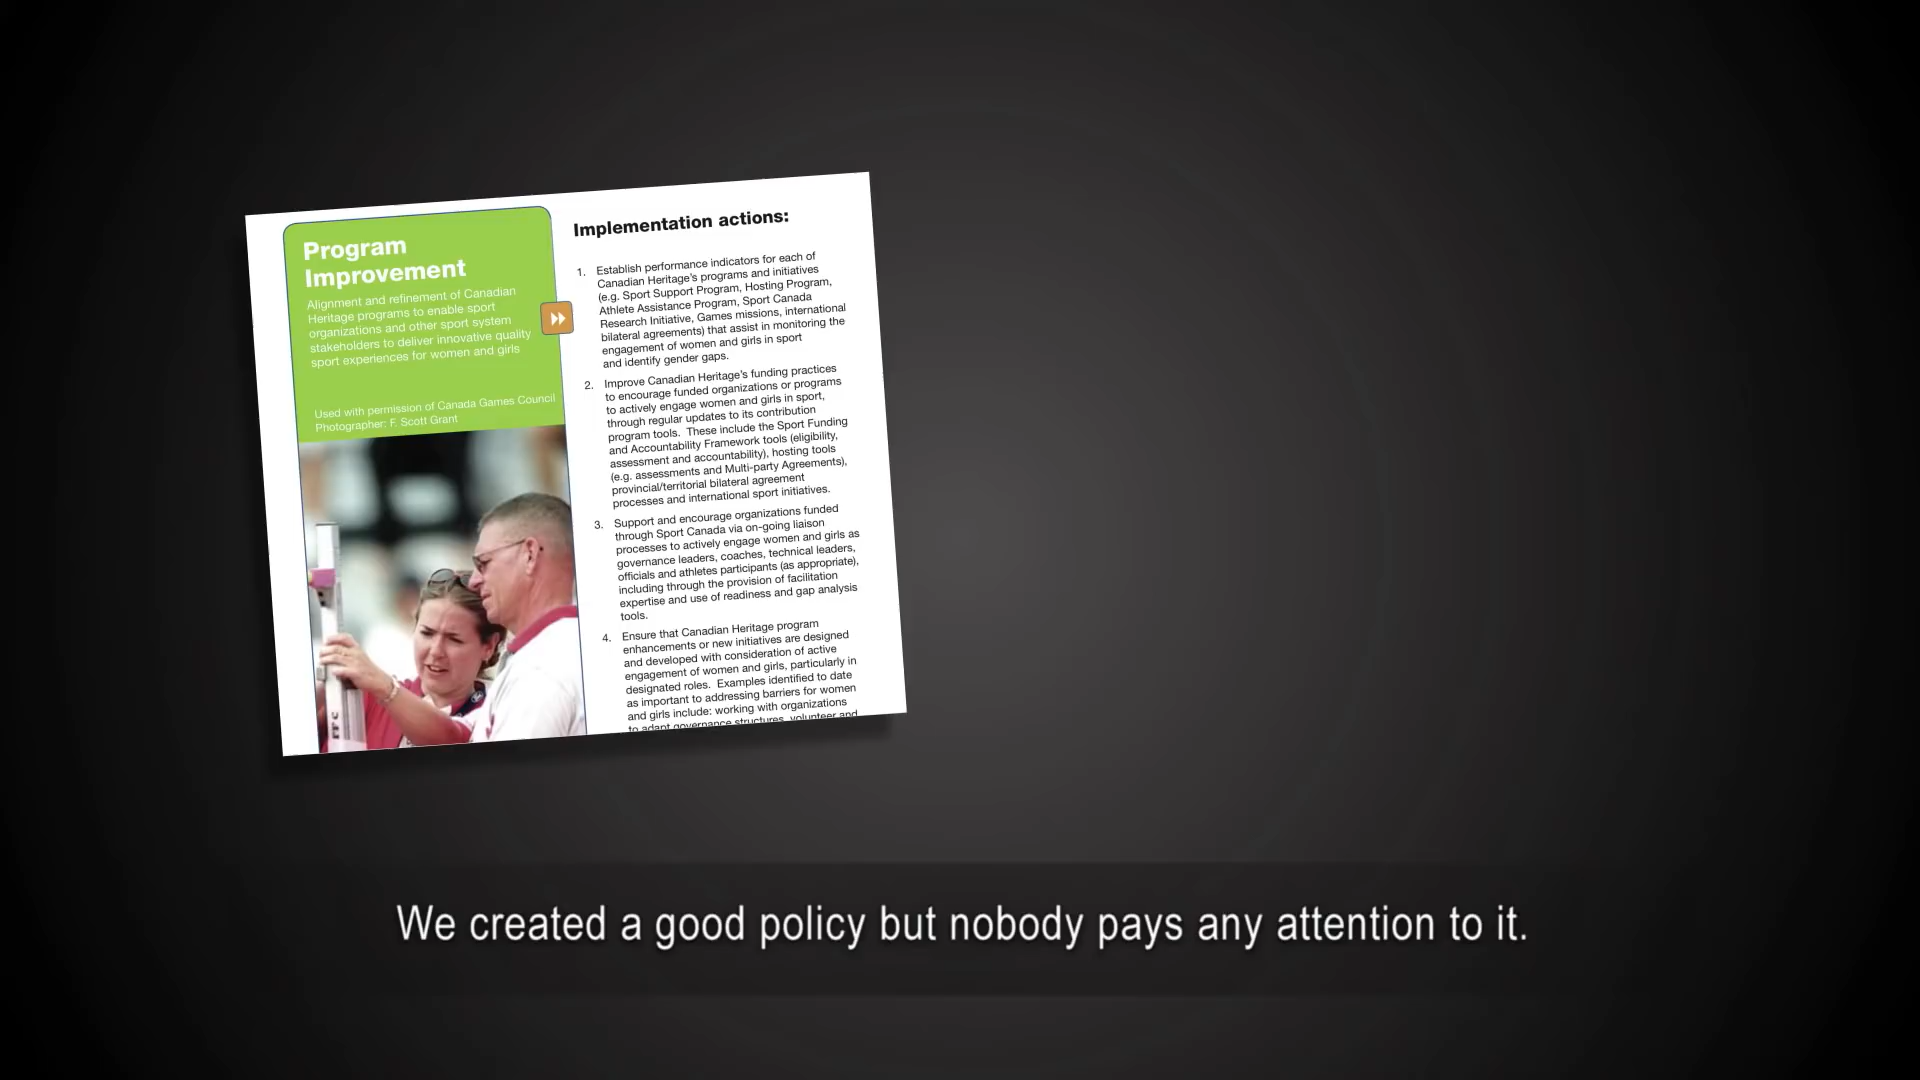 Program
Improvement
Alignment and refinement of Canadian
Heritage programs to enable sport
organizations and other sport system
stakeholders to deliver innovative quality
sport experiences for women and girls
Used with permission of Canada Games Council
Photographer: F. Scott Grant
Implementation actions:
1. Establish performance indicators for each of
Canadian Heritage's programs and initiatives
(e.g. Sport Support Program, Hosting Program,
Athlete Assistance Program, Sport Canada
Research Initiative, Games missions, international
bilateral agreements) that assist in monitoring the
engagement of women and girls in sport
and identify gender gaps.
2. Improve Canadian Heritage's funding practices
to encourage funded organizations or programs
to actively engage women and girls in sport,
through regular updates to its contribution
program tools. These include the Sport Funding
and Accountability Framework tools (eligibility,
assessment and accountability), hosting tools
(e.g. assessments and Multi-party Agreements),
provincial/territorial bilateral agreement
processes and international sport initiatives.
3. Support and encourage organizations funded
through Sport Canada via on-going liaison
processes to actively engage women and girls as
governance leaders, coaches, technical leaders,
officials and athletes participants (as appropriate),
including through the provision of facilitation
expertise and use of readiness and gap analysis
tools.
4. Ensure that Canadian Heritage program
enhancements or new initiatives are designed
and developed with consideration of active
engagement of women and girls, particularly in
designated roles. Examples identified to date
as important to addressing barriers for women
and girls include: working with organizations
to adapt governance structures, volunteer and
We created a good policy but nobody pays any attention to it.